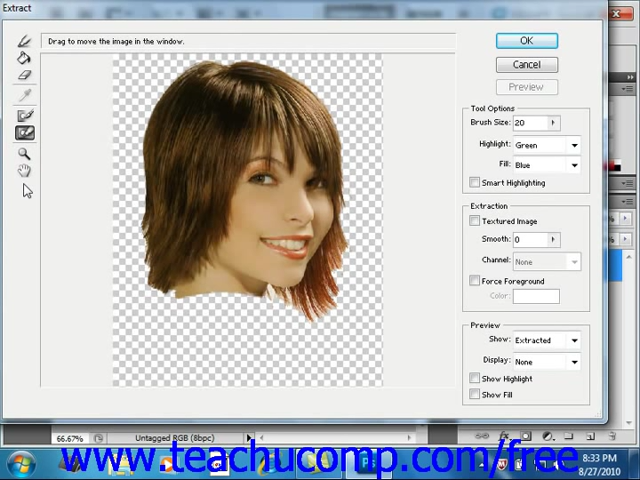 Extract
Drag to move the image in the window.
OK
Cancel
Preview
Tool Options
Brush Size: 20
Highlight: Green
Fill: Blue
Smart Highlighting
Extraction
Textured Image
Smooth: 0
Channel: None
Force Foreground
Color:
Preview
Show: Extracted
Display: None
Show Highlight
Show Fill
66.67%
Untagged RGB (8bpc)
www.teachucomp.com/free
8:33 PM
8/27/2010